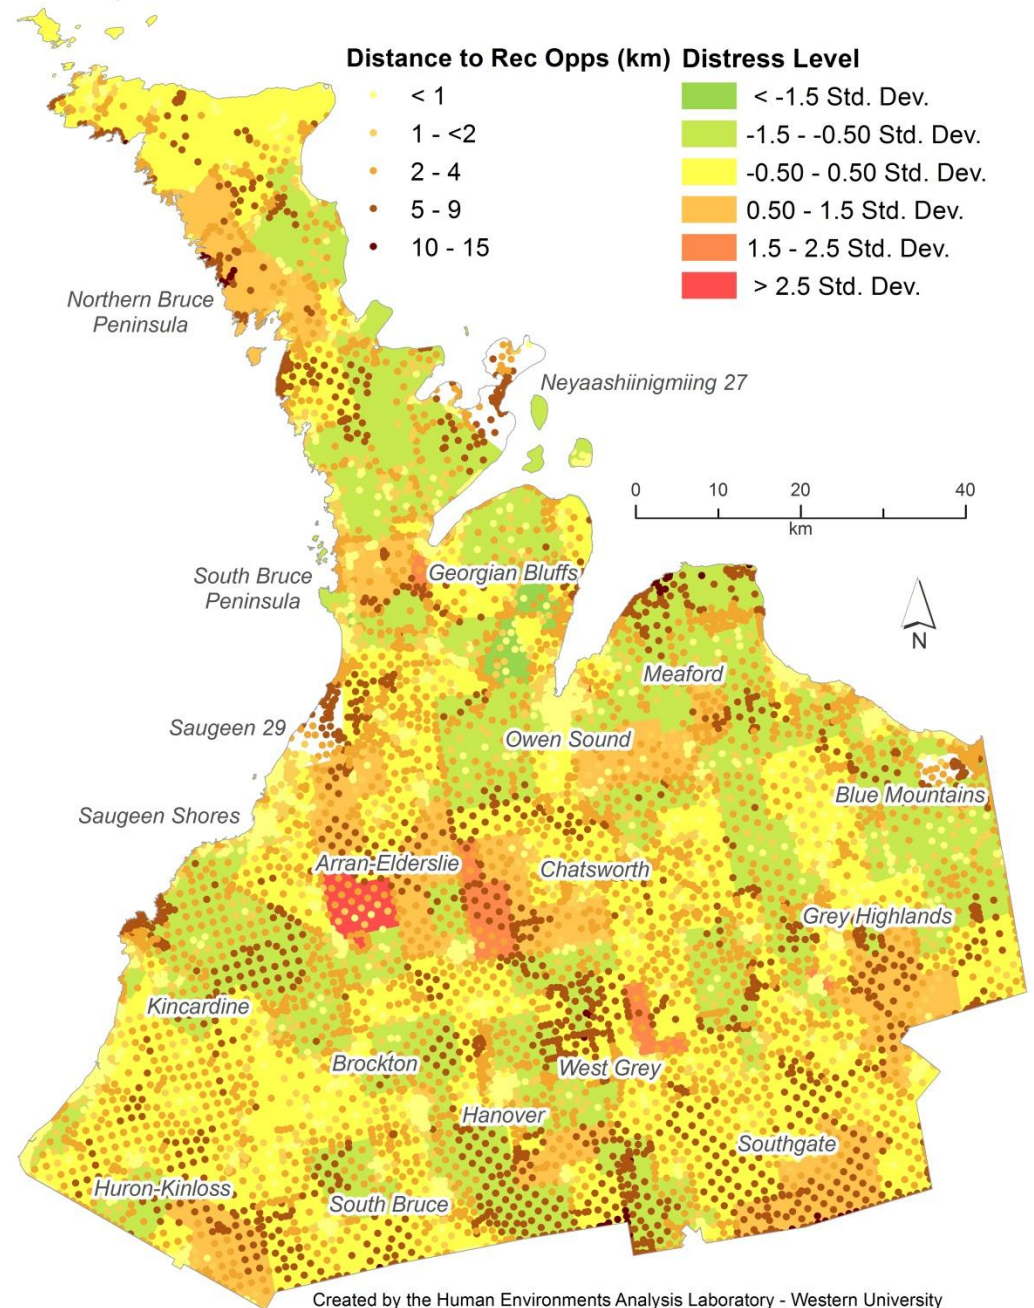 Distance to Rec Opps (km)
< 1
1 - <2
2 - 4
5 - 9
10 - 15
Distress Level
< -1.5 Std. Dev.
-1.5 - -0.50 Std. Dev.
-0.50 - 0.50 Std. Dev.
0.50 - 1.5 Std. Dev.
1.5 - 2.5 Std. Dev.
> 2.5 Std. Dev.
Northern Bruce
Peninsula
Neyaashiinigmiing 27
0 10 20 40
km
South Bruce
Peninsula
Georgian Bluffs
N
Meaford
Saugeen 29
Owen Sound
Blue Mountains
Saugeen Shores
Arran-Elderslie
Chatsworth
Grey Highlands
Kincardine
Brockton
West Grey
Hanover
Southgate
Huron-Kinloss
South Bruce
Created by the Human Environments Analysis Laboratory - Western University